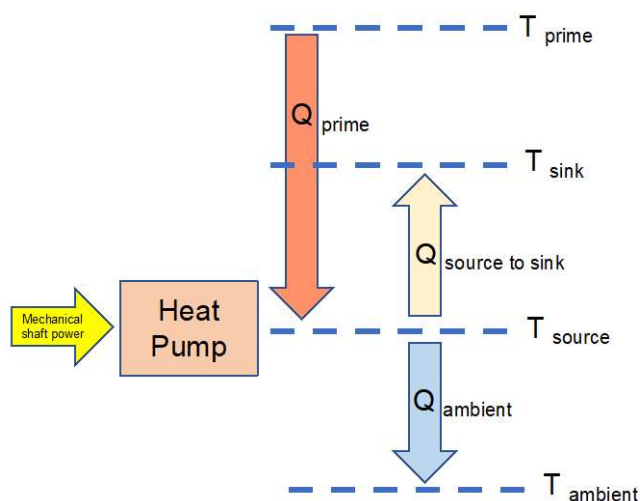 T prime
Q prime
T sink
Q source to sink
Mechanical
shaft power
Heat
Pump
T source
Q ambient
T ambient